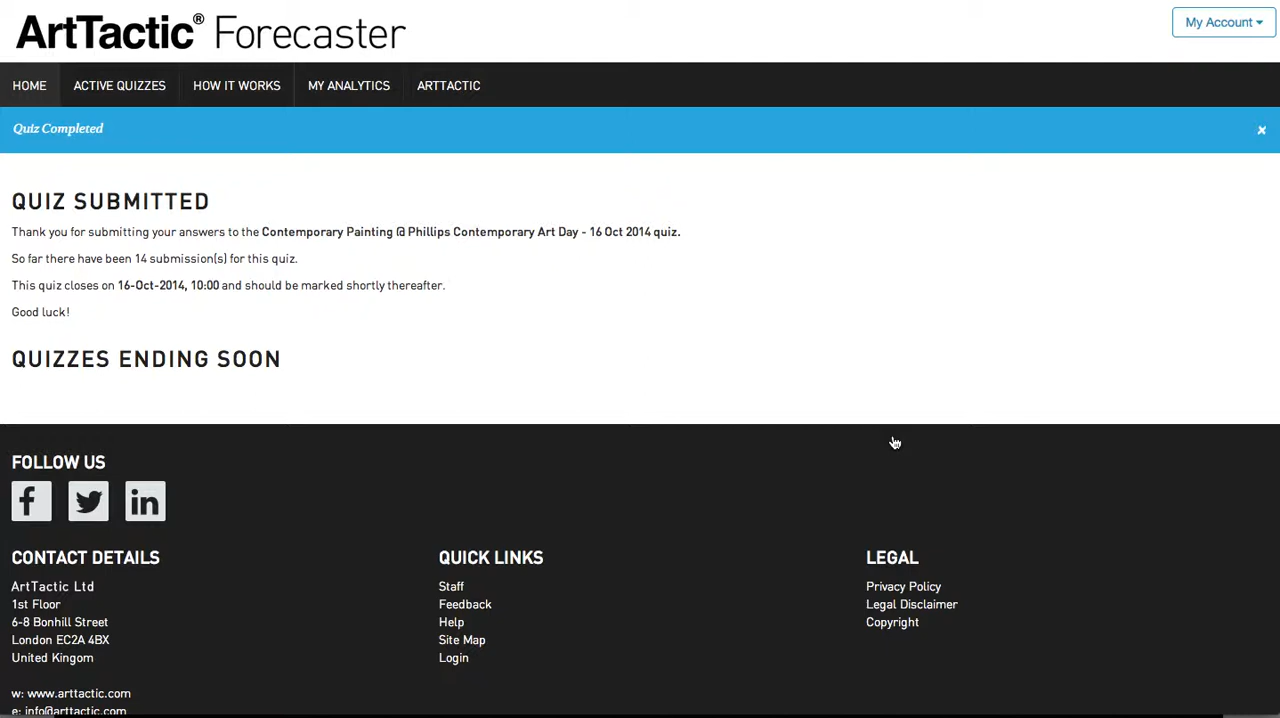 ArtTactic® Forecaster
My Account
HOME ACTIVE QUIZZES HOW IT WORKS MY ANALYTICS ARTTACTIC
Quiz Completed
×
QUIZ SUBMITTED
Thank you for submitting your answers to the Contemporary Painting @ Phillips Contemporary Art Day - 16 Oct 2014 quiz.
So far there have been 14 submission(s) for this quiz.
This quiz closes on 16-Oct-2014, 10:00 and should be marked shortly thereafter.
Good luck!
QUIZZES ENDING SOON
FOLLOW US
f in
CONTACT DETAILS
ArtTactic Ltd
1st Floor
6-8 Bonhill Street
London EC2A 4BX
United Kingom
w: www.arttactic.com
e: info@arttactic.com
QUICK LINKS
Staff
Feedback
Help
Site Map
Login
LEGAL
Privacy Policy
Legal Disclaimer
Copyright